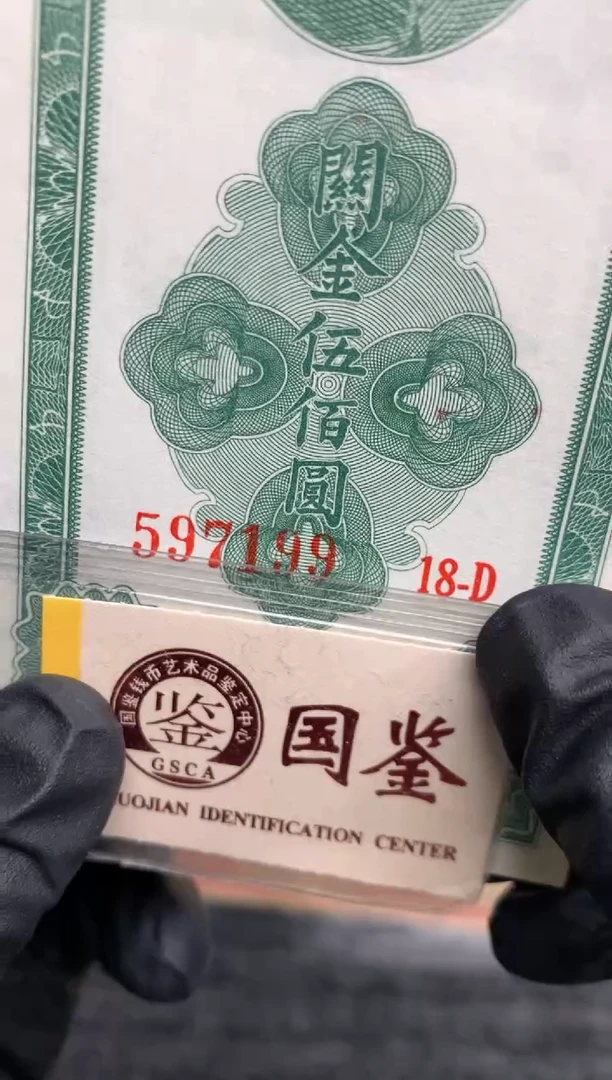 關金伍佰圓
597199
18-D
国鉴钱币艺术品鉴定中心
鉴
GSCA
国鉴
UOJIAN IDENTIFICATION CENTER